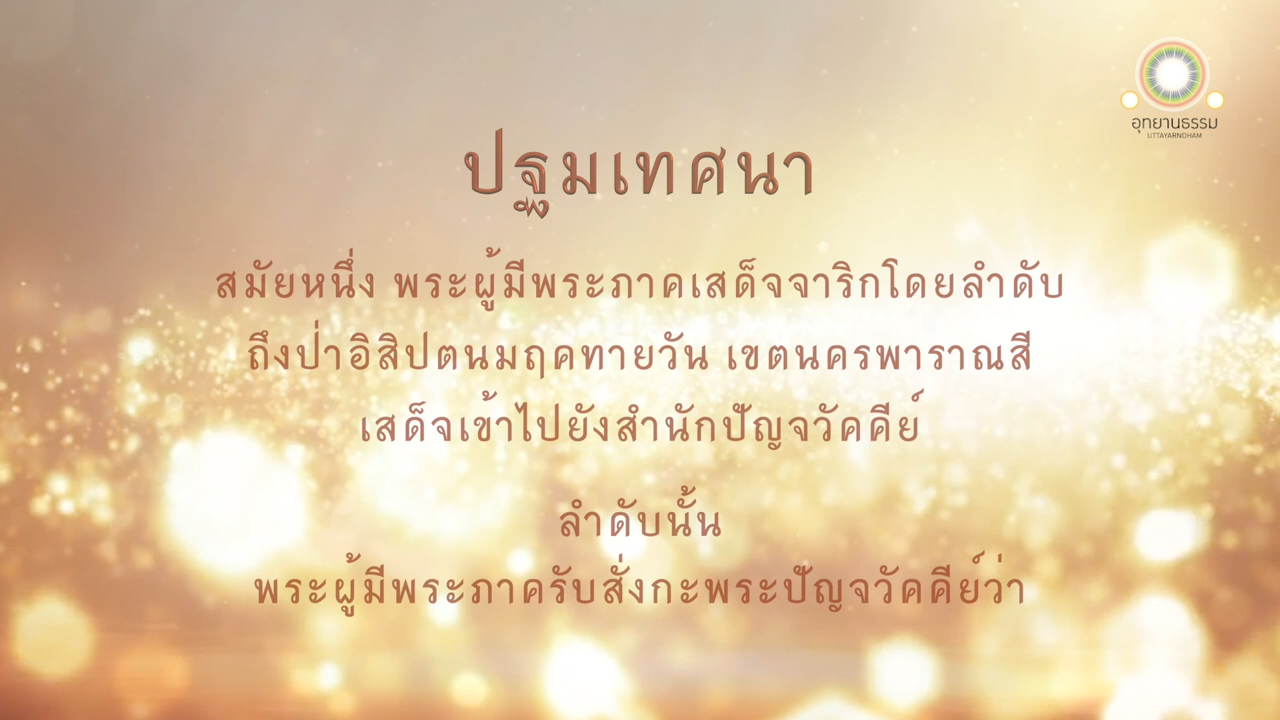 อุทยานธรรม
UTTAYARNDHAM
ปฐมเทศนา
สมัยหนึ่ง พระผู้มีพระภาคเสด็จจาริกโดยลำดับ
ถึงป่าอิสิปตนมฤคทายวัน เขตนครพาราณสี
เสด็จเข้าไปยังสำนักปัญจวัคคีย์
ลำดับนั้น
พระผู้มีพระภาครับสั่งกะพระปัญจวัคคีย์ว่า